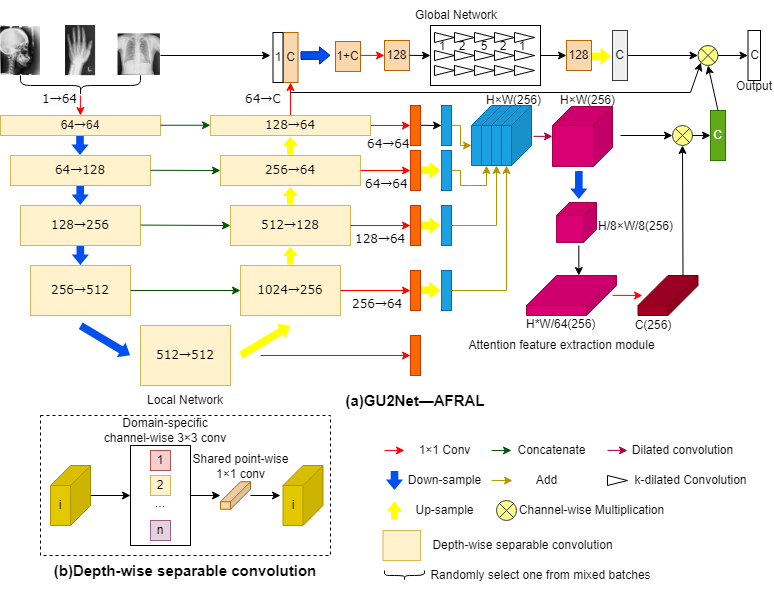 Global Network
1 C
1+C
128
1 2 5 2 1
128
C
C
Output
L
1→64
64→C
64→64
128→64
64→64
H×W(256)
H×W(256)
C
64→128
256→64
64→64
128→256
512→128
128→64
H/8×W/8(256)
256→512
1024→256
256→64
H*W/64(256)
C(256)
512→512
Attention feature extraction module
Local Network
(a)GU2Net—AFRAL
Domain-specific
channel-wise 3×3 conv
Shared point-wise
1×1 conv
1
2
...
n
i
i
(b)Depth-wise separable convolution
1×1 Conv
Concatenate
Dilated convolution
Down-sample
Add
k-dilated Convolution
Up-sample
Channel-wise Multiplication
Depth-wise separable convolution
Randomly select one from mixed batches